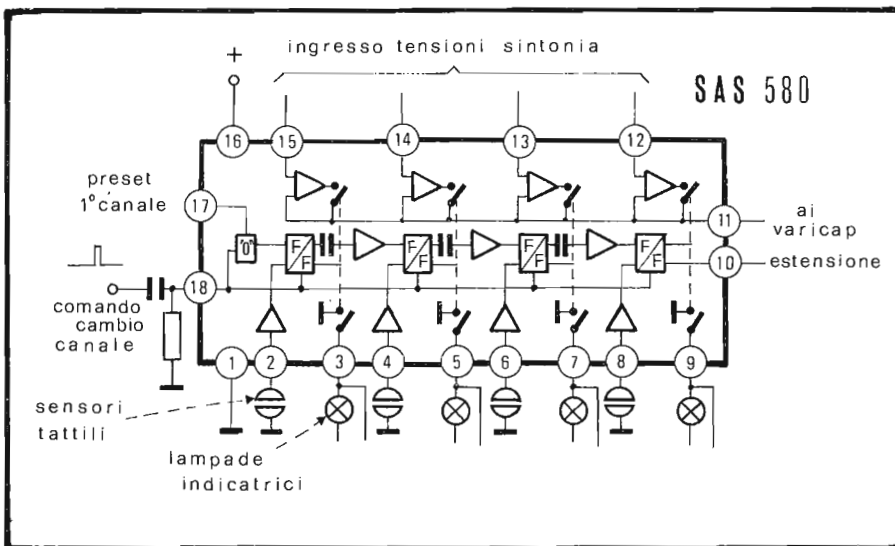 ingresso tensioni sintonia
SAS 580
+
16 15 14 13 12
preset
1° canale
17
"0"
F/F F/F F/F F/F
11
ai
varicap
10
estensione
18
comando
cambio
canale
1 2 3 4 5 6 7 8 9
sensori
tattili
lampade
indicatrici